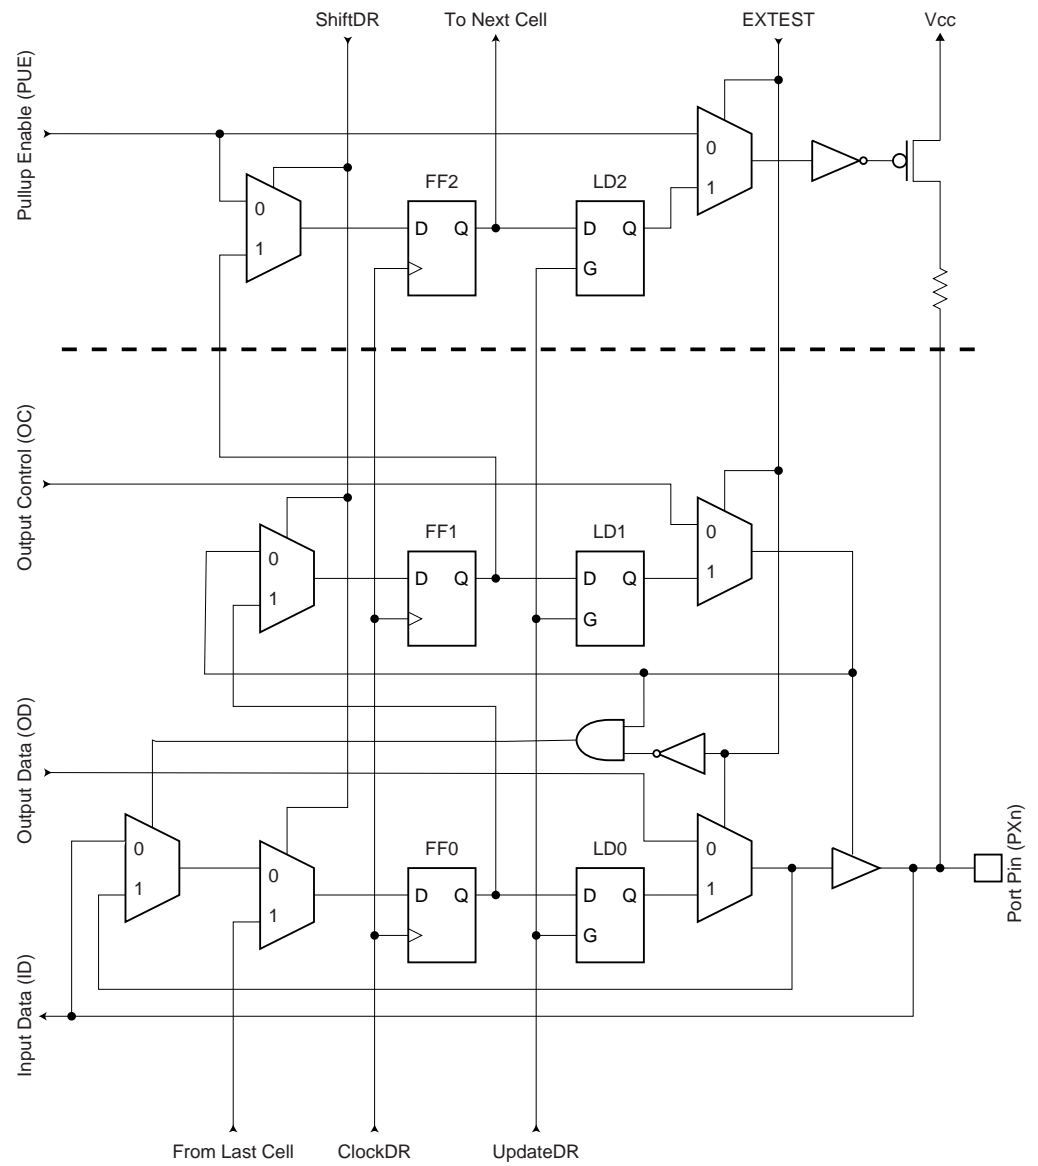 ShiftDR
To Next Cell
EXTEST
Vcc
Pullup Enable (PUE)
0
1
FF2
D Q
LD2
D Q
G
0
1
Output Control (OC)
0
1
FF1
D Q
LD1
D Q
G
0
1
Output Data (OD)
0
1
0
1
FF0
D Q
LD0
D Q
G
0
1
Port Pin (PXn)
Input Data (ID)
From Last Cell
ClockDR
UpdateDR